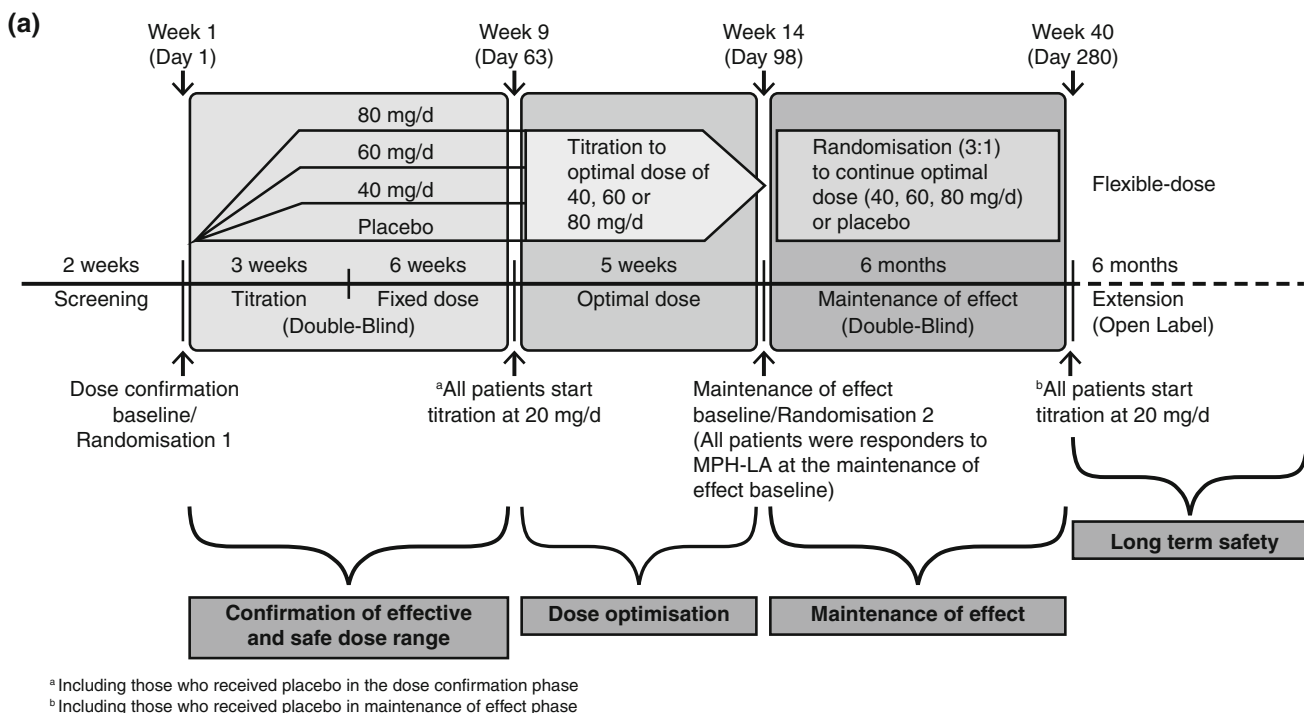 (a)
Week 1
(Day 1)
Week 9
(Day 63)
Week 14
(Day 98)
Week 40
(Day 280)
80 mg/d
60 mg/d
40 mg/d
Placebo
Titration to
optimal dose of
40, 60 or
80 mg/d
Randomisation (3:1)
to continue optimal
dose (40, 60, 80 mg/d)
or placebo
Flexible-dose
2 weeks
3 weeks
6 weeks
5 weeks
6 months
6 months
Screening
Titration
Fixed dose
(Double-Blind)
Optimal dose
Maintenance of effect
(Double-Blind)
Extension
(Open Label)
Dose confirmation
baseline/
Randomisation 1
ᵃAll patients start
titration at 20 mg/d
Maintenance of effect
baseline/Randomisation 2
(All patients were responders to
MPH-LA at the maintenance of
effect baseline)
ᵇAll patients start
titration at 20 mg/d
Confirmation of effective
and safe dose range
Dose optimisation
Maintenance of effect
Long term safety
ᵃ Including those who received placebo in the dose confirmation phase
ᵇ Including those who received placebo in maintenance of effect phase